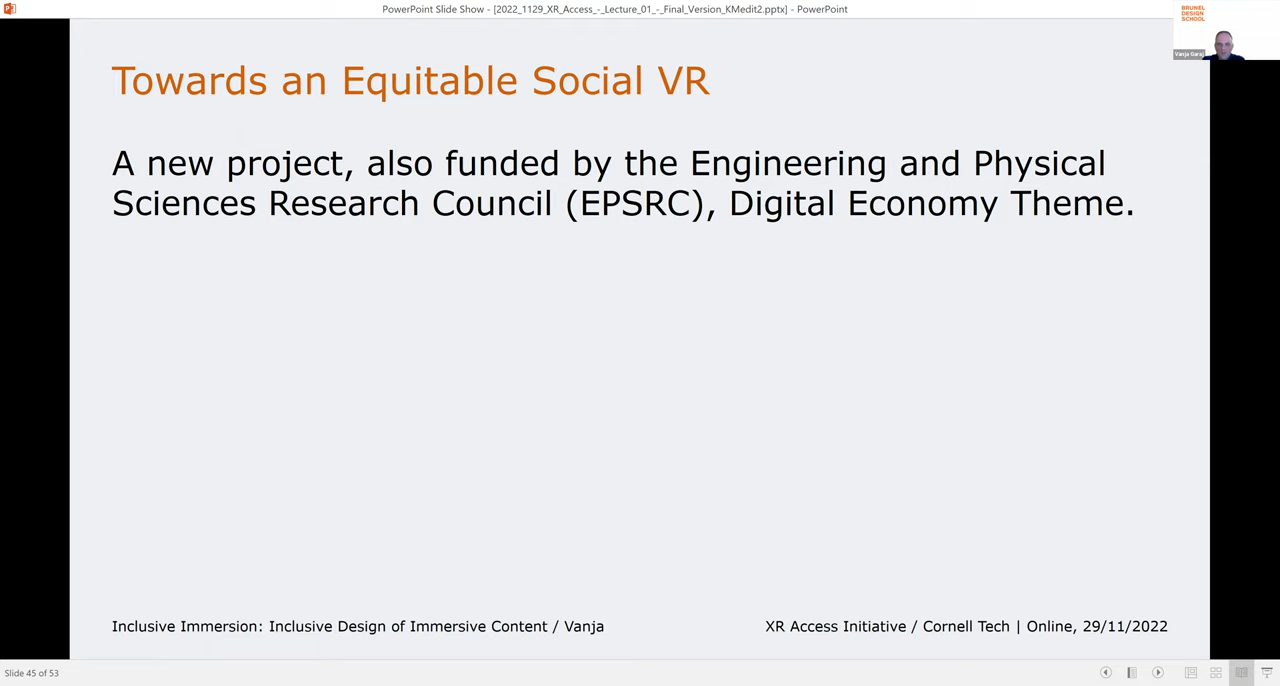 PowerPoint Slide Show - [2022_1129_XR_Access_-_Lecture_01_-_Final_Version_KMedit2.pptx] - PowerPoint
BRUNEL
DESIGN
SCHOOL
Vanja Garaj
Towards an Equitable Social VR
A new project, also funded by the Engineering and Physical
Sciences Research Council (EPSRC), Digital Economy Theme.
Inclusive Immersion: Inclusive Design of Immersive Content / Vanja
XR Access Initiative / Cornell Tech | Online, 29/11/2022
Slide 45 of 53